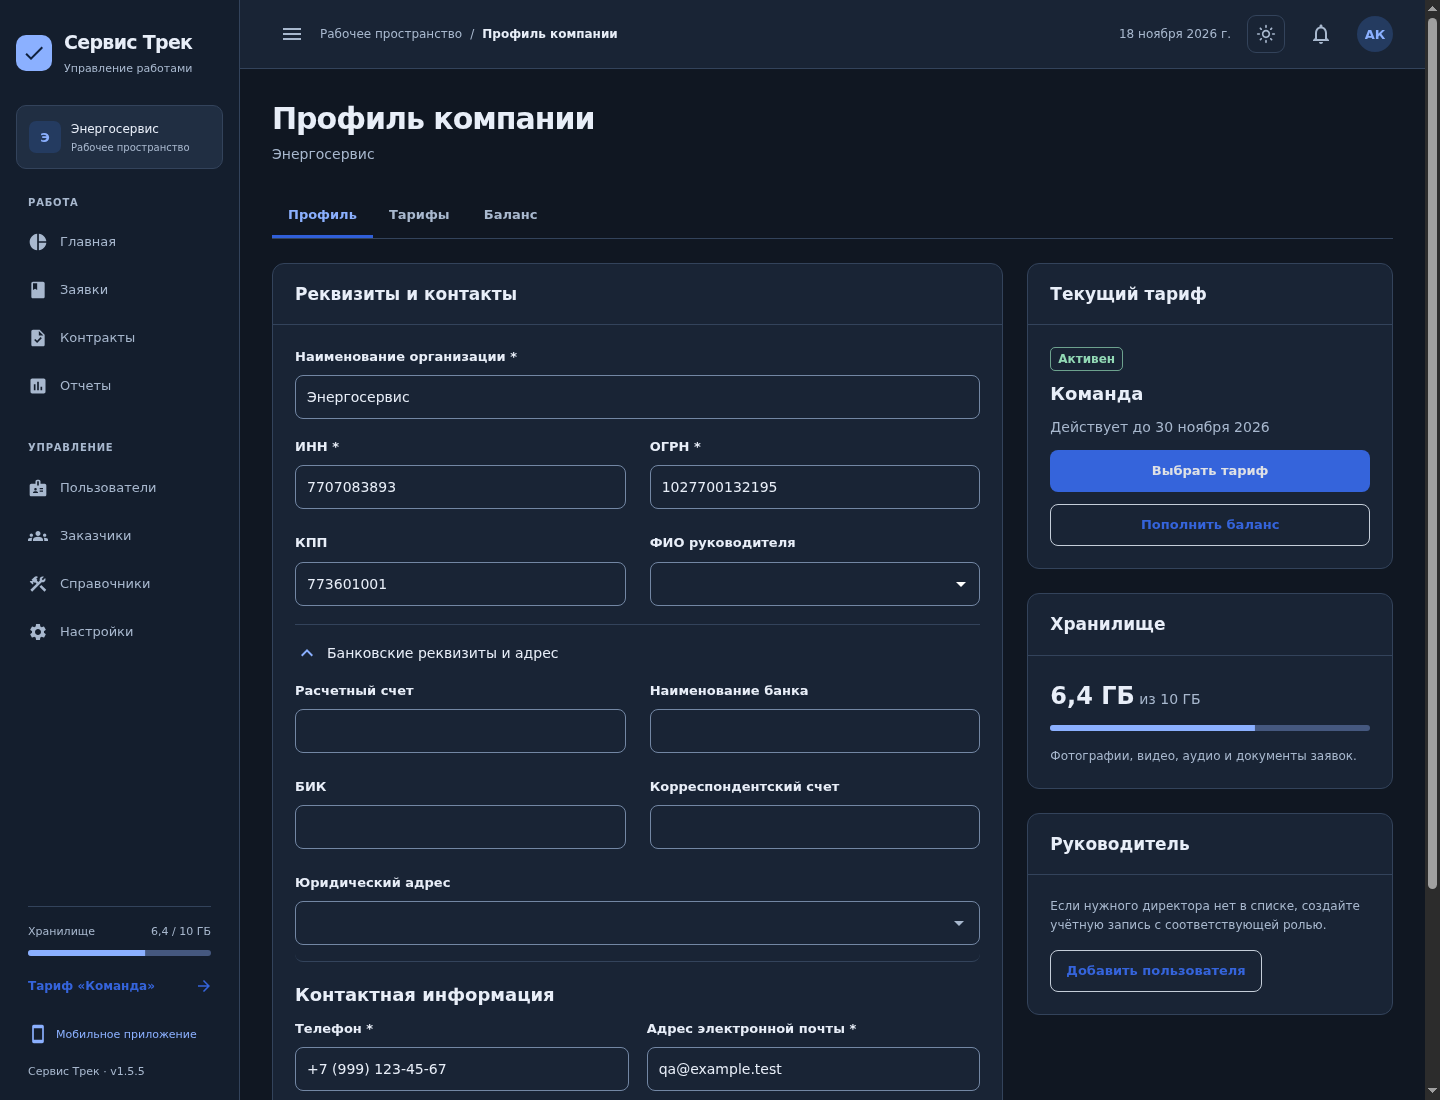 Сервис Трек
Управление работами
Э
Энергосервис
Рабочее пространство
РАБОТА
Главная
Заявки
Контракты
Отчеты
УПРАВЛЕНИЕ
Пользователи
Заказчики
Справочники
Настройки
Хранилище 6,4 / 10 ГБ
Тариф «Команда»
Мобильное приложение
Сервис Трек · v1.5.5
Рабочее пространство / Профиль компании
18 ноября 2026 г.
АК
Профиль компании
Энергосервис
Профиль Тарифы Баланс
Реквизиты и контакты
Наименование организации *
Энергосервис
ИНН * ОГРН *
7707083893 1027700132195
КПП ФИО руководителя
773601001
Банковские реквизиты и адрес
Расчетный счет Наименование банка
БИК Корреспондентский счет
Юридический адрес
Контактная информация
Телефон * Адрес электронной почты *
+7 (999) 123-45-67 qa@example.test
Текущий тариф
Активен
Команда
Действует до 30 ноября 2026
Выбрать тариф
Пополнить баланс
Хранилище
6,4 ГБ из 10 ГБ
Фотографии, видео, аудио и документы заявок.
Руководитель
Если нужного директора нет в списке, создайте
учётную запись с соответствующей ролью.
Добавить пользователя